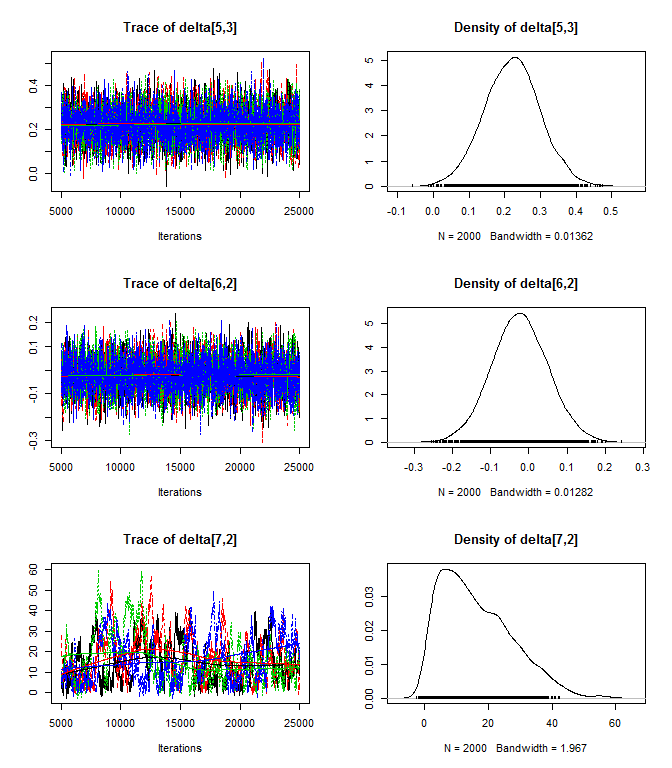 Trace of delta[5,3]
0.0 0.2 0.4
5000 10000 15000 20000 25000
Iterations
Density of delta[5,3]
0 1 2 3 4 5
-0.1 0.0 0.1 0.2 0.3 0.4 0.5
N = 2000 Bandwidth = 0.01362
Trace of delta[6,2]
-0.3 -0.1 0.1 0.2
5000 10000 15000 20000 25000
Iterations
Density of delta[6,2]
0 1 2 3 4 5
-0.3 -0.2 -0.1 0.0 0.1 0.2 0.3
N = 2000 Bandwidth = 0.01282
Trace of delta[7,2]
0 10 20 30 40 50 60
5000 10000 15000 20000 25000
Iterations
Density of delta[7,2]
0.00 0.01 0.02 0.03
0 20 40 60
N = 2000 Bandwidth = 1.967